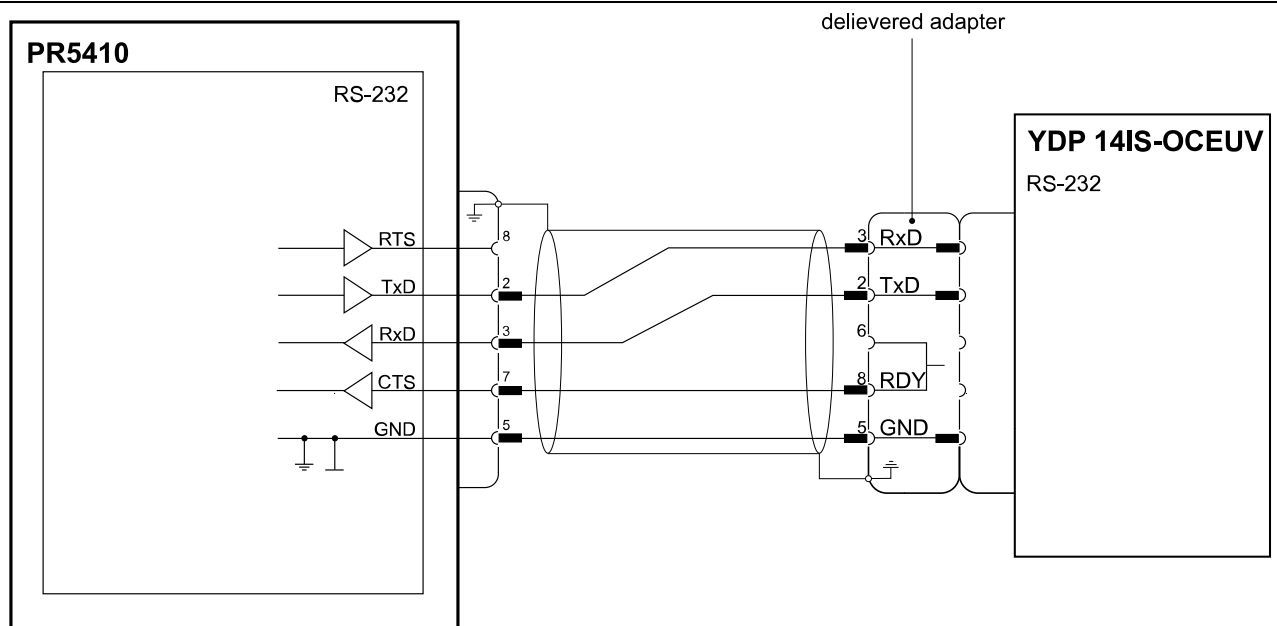 delievered adapter
PR5410
RS-232
YDP 14IS-OCEUV
RS-232
RTS 8 3 RxD
TxD 2 2 TxD
RxD 3 6
CTS 7 8 RDY
GND 5 5 GND